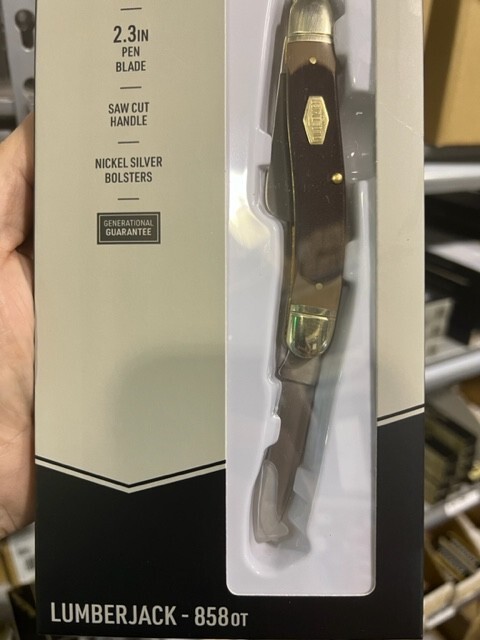 2.3IN
PEN
BLADE
SAW CUT
HANDLE
NICKEL SILVER
BOLSTERS
GENERATIONAL
GUARANTEE
LUMBERJACK - 858OT